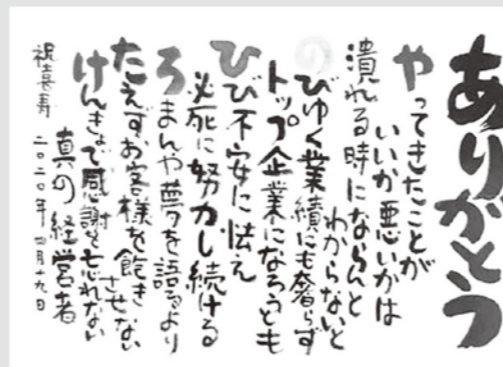 ありがとう
やってきたことが
いいか悪いかは
潰れる時にならんと
わからないと
のびゆく業績にも奢らず
トップ企業になろうとも
ひび不安に怯え
必死に努力し続ける
ろまんや夢を語るより
たえずお客様を飽き
させない
けんきょで感謝を忘れない
真の経営者
祝喜寿 二〇二〇年 四月十九日